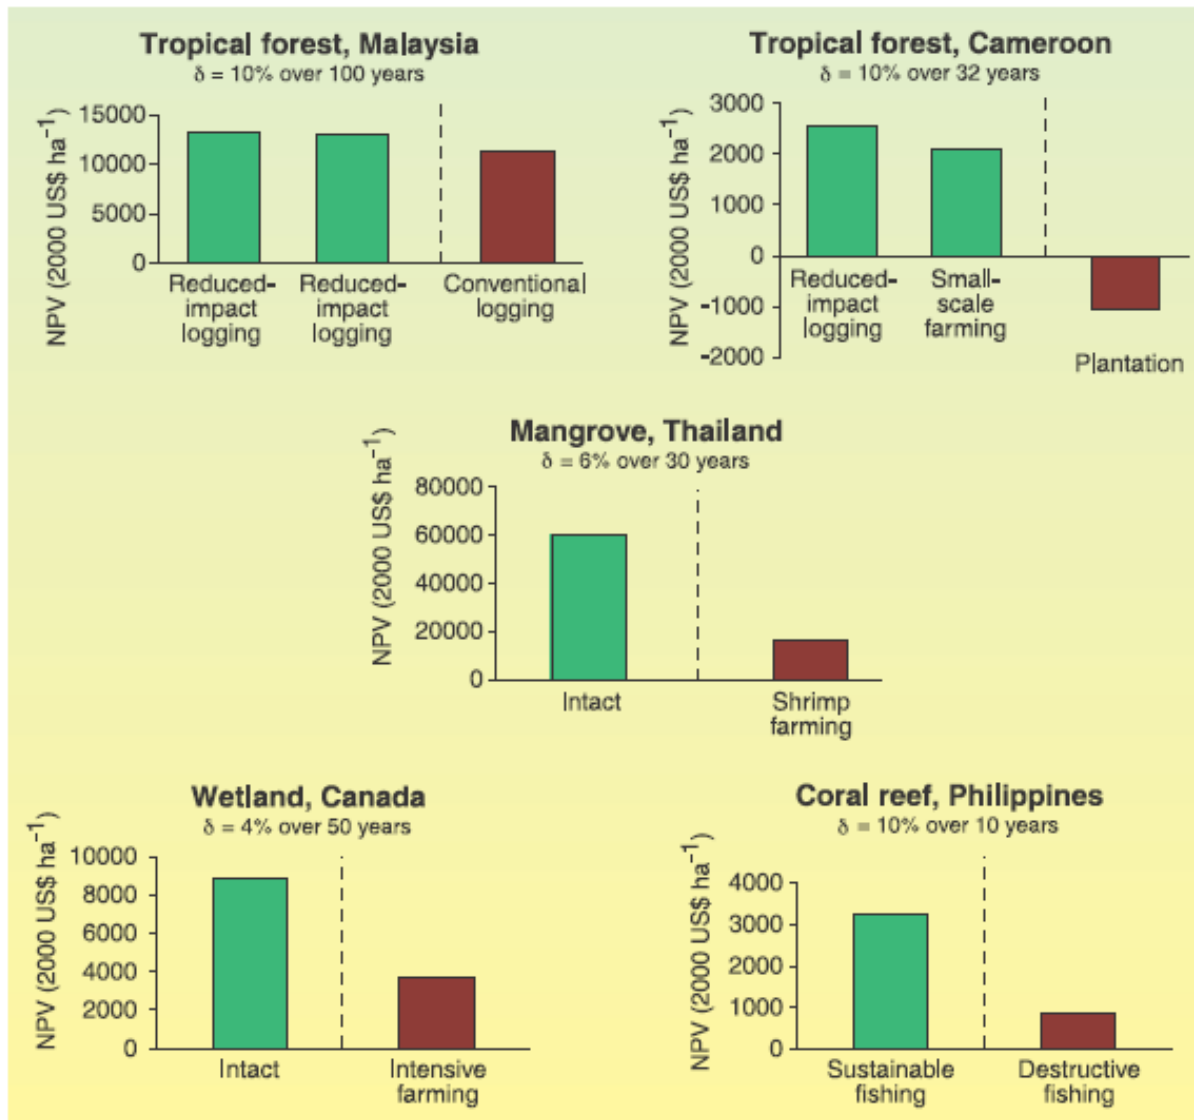 Tropical forest, Malaysia
δ = 10% over 100 years
NPV (2000 US$ ha⁻¹)
15000
10000
5000
0
Reduced-
impact
logging
Reduced-
impact
logging
Conventional
logging
Tropical forest, Cameroon
δ = 10% over 32 years
NPV (2000 US$ ha⁻¹)
3000
2000
1000
0
-1000
-2000
Reduced-
impact
logging
Small-
scale
farming
Plantation
Mangrove, Thailand
δ = 6% over 30 years
NPV (2000 US$ ha⁻¹)
80000
60000
40000
20000
0
Intact
Shrimp
farming
Wetland, Canada
δ = 4% over 50 years
NPV (2000 US$ ha⁻¹)
10000
8000
6000
4000
2000
0
Intact
Intensive
farming
Coral reef, Philippines
δ = 10% over 10 years
NPV (2000 US$ ha⁻¹)
4000
3000
2000
1000
0
Sustainable
fishing
Destructive
fishing